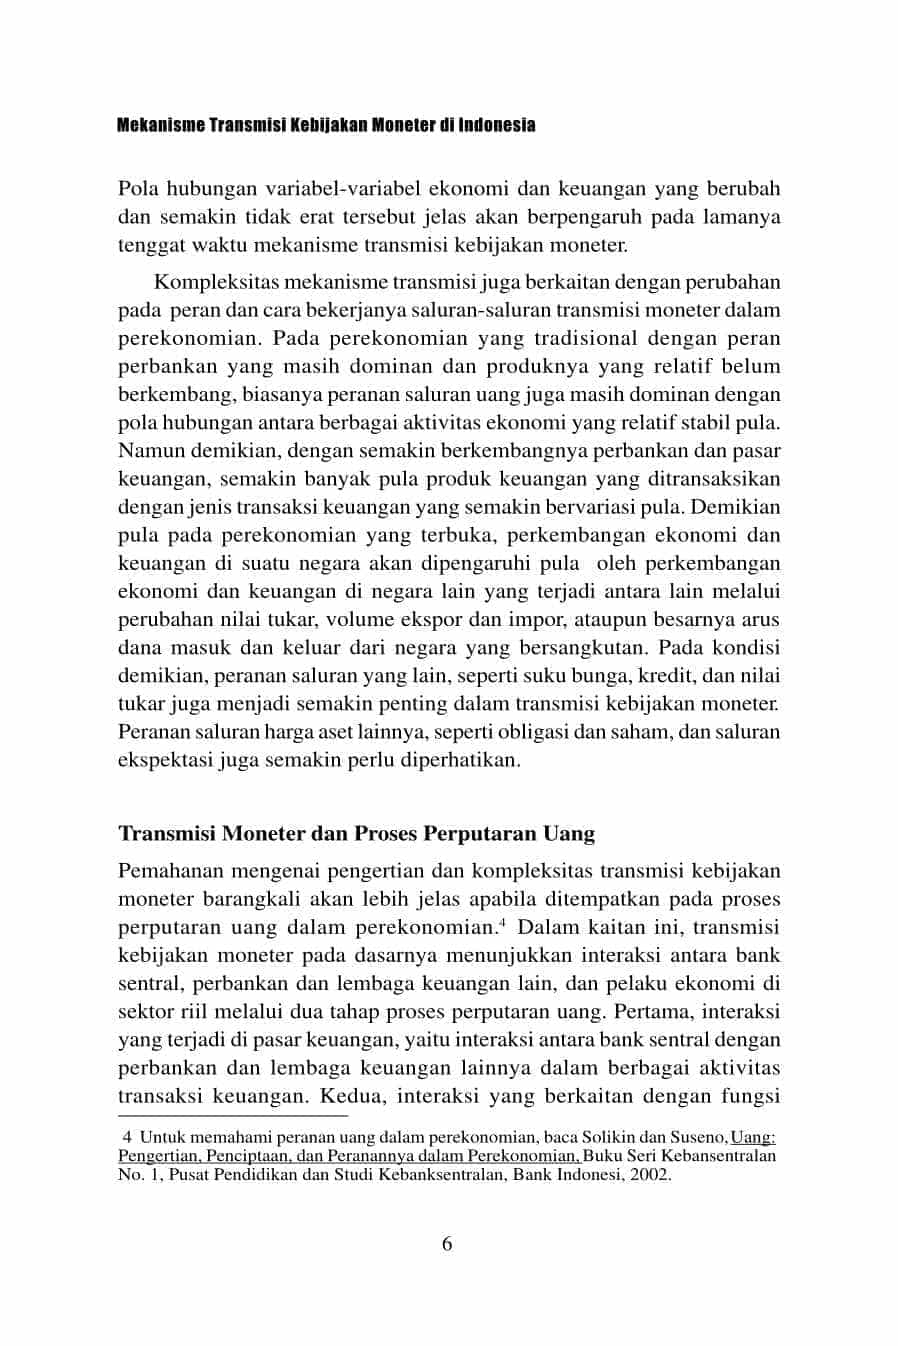 Mekanisme Transmisi Kebijakan Moneter di Indonesia
Pola hubungan variabel-variabel ekonomi dan keuangan yang berubah
dan semakin tidak erat tersebut jelas akan berpengaruh pada lamanya
tenggat waktu mekanisme transmisi kebijakan moneter.
Kompleksitas mekanisme transmisi juga berkaitan dengan perubahan
pada peran dan cara bekerjanya saluran-saluran transmisi moneter dalam
perekonomian. Pada perekonomian yang tradisional dengan peran
perbankan yang masih dominan dan produknya yang relatif belum
berkembang, biasanya peranan saluran uang juga masih dominan dengan
pola hubungan antara berbagai aktivitas ekonomi yang relatif stabil pula.
Namun demikian, dengan semakin berkembangnya perbankan dan pasar
keuangan, semakin banyak pula produk keuangan yang ditransaksikan
dengan jenis transaksi keuangan yang semakin bervariasi pula. Demikian
pula pada perekonomian yang terbuka, perkembangan ekonomi dan
keuangan di suatu negara akan dipengaruhi pula oleh perkembangan
ekonomi dan keuangan di negara lain yang terjadi antara lain melalui
perubahan nilai tukar, volume ekspor dan impor, ataupun besarnya arus
dana masuk dan keluar dari negara yang bersangkutan. Pada kondisi
demikian, peranan saluran yang lain, seperti suku bunga, kredit, dan nilai
tukar juga menjadi semakin penting dalam transmisi kebijakan moneter.
Peranan saluran harga aset lainnya, seperti obligasi dan saham, dan saluran
ekspektasi juga semakin perlu diperhatikan.
Transmisi Moneter dan Proses Perputaran Uang
Pemahanan mengenai pengertian dan kompleksitas transmisi kebijakan
moneter barangkali akan lebih jelas apabila ditempatkan pada proses
perputaran uang dalam perekonomian.4 Dalam kaitan ini, transmisi
kebijakan moneter pada dasarnya menunjukkan interaksi antara bank
sentral, perbankan dan lembaga keuangan lain, dan pelaku ekonomi di
sektor riil melalui dua tahap proses perputaran uang. Pertama, interaksi
yang terjadi di pasar keuangan, yaitu interaksi antara bank sentral dengan
perbankan dan lembaga keuangan lainnya dalam berbagai aktivitas
transaksi keuangan. Kedua, interaksi yang berkaitan dengan fungsi
4 Untuk memahami peranan uang dalam perekonomian, baca Solikin dan Suseno, Uang:
Pengertian, Penciptaan, dan Peranannya dalam Perekonomian, Buku Seri Kebansentralan
No. 1, Pusat Pendidikan dan Studi Kebanksentralan, Bank Indonesi, 2002.
6